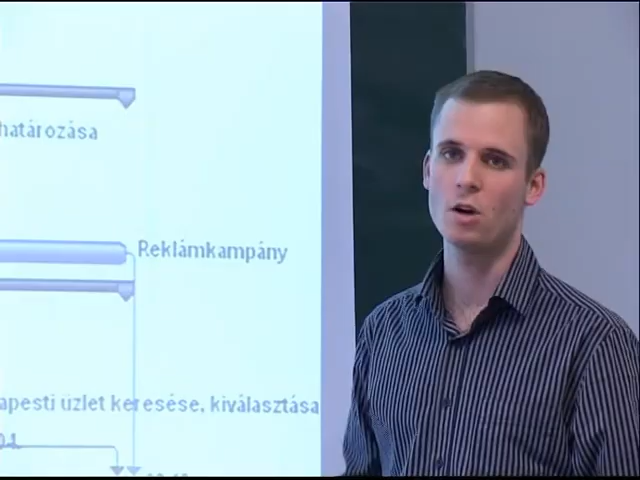 határozása
Reklámkampány
apesti üzlet keresése, kiválasztása